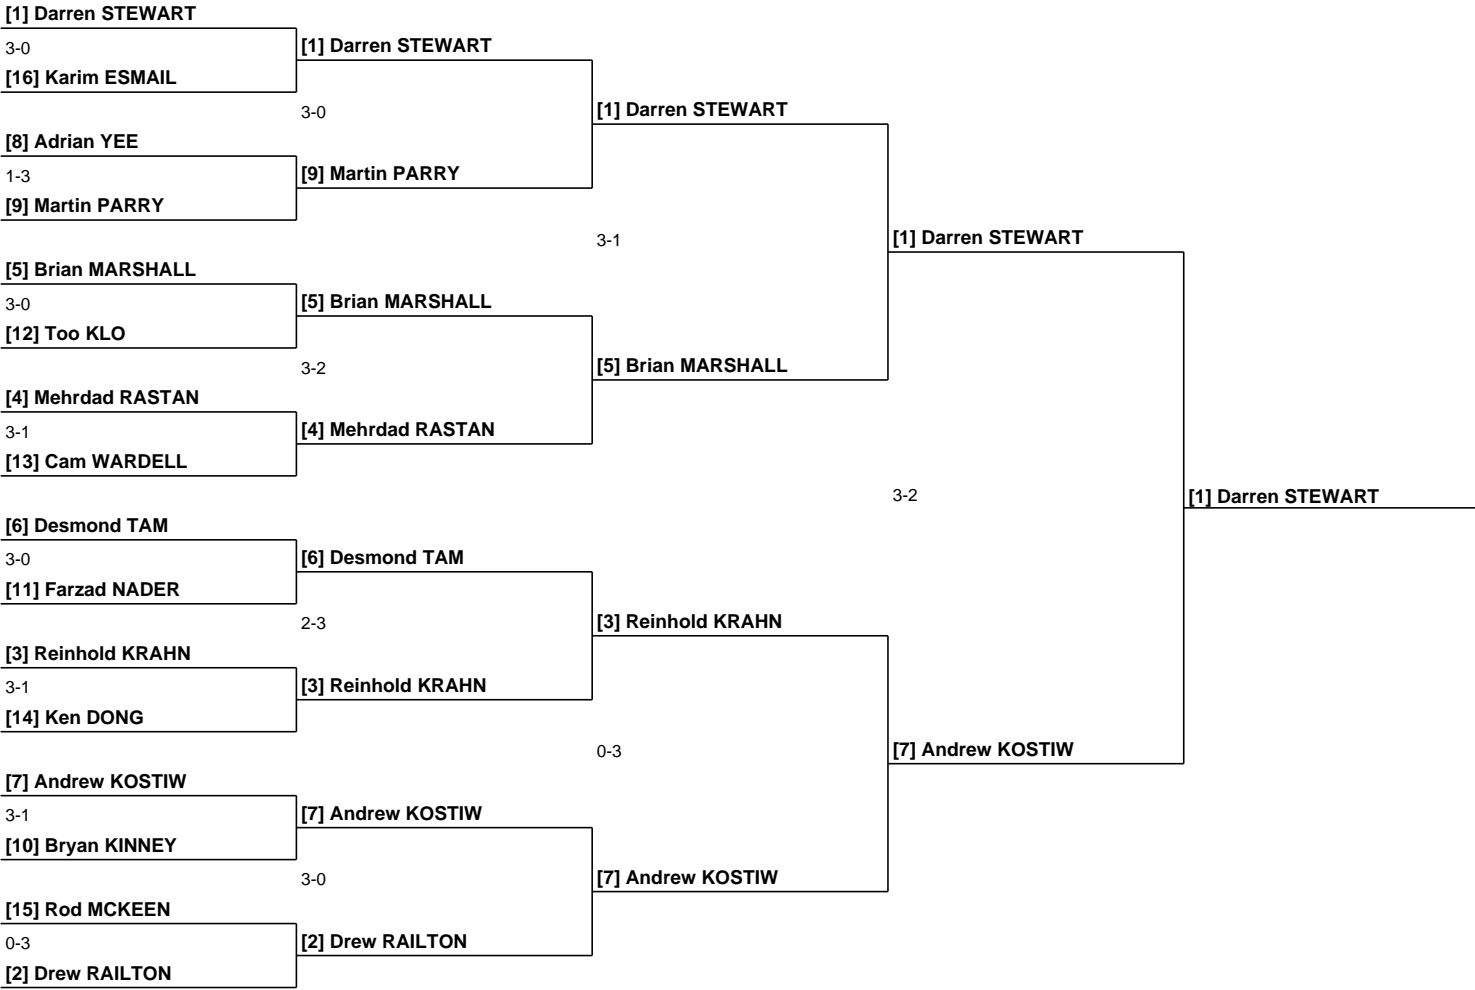 [1] Darren STEWART
3-0
[1] Darren STEWART
[16] Karim ESMAIL
3-0
[1] Darren STEWART
[8] Adrian YEE
1-3
[9] Martin PARRY
[9] Martin PARRY
3-1
[1] Darren STEWART
[5] Brian MARSHALL
3-0
[5] Brian MARSHALL
[12] Too KLO
3-2
[5] Brian MARSHALL
[4] Mehrdad RASTAN
3-1
[4] Mehrdad RASTAN
[13] Cam WARDELL
3-2
[1] Darren STEWART
[6] Desmond TAM
3-0
[6] Desmond TAM
[11] Farzad NADER
2-3
[3] Reinhold KRAHN
[3] Reinhold KRAHN
3-1
[3] Reinhold KRAHN
[14] Ken DONG
0-3
[7] Andrew KOSTIW
[7] Andrew KOSTIW
3-1
[7] Andrew KOSTIW
[10] Bryan KINNEY
3-0
[7] Andrew KOSTIW
[15] Rod MCKEEN
0-3
[2] Drew RAILTON
[2] Drew RAILTON